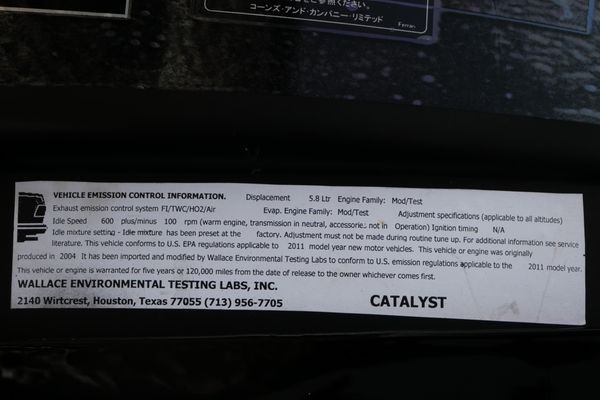 ご参照ください。
コーンズ・アンド・カンパニー・リミテッド
Ferrari
VEHICLE EMISSION CONTROL INFORMATION. Displacement 5.8 Ltr Engine Family: Mod/Test
Exhaust emission control system FI/TWC/HO2/Air Evap. Engine Family: Mod/Test Adjustment specifications (applicable to all altitudes)
Idle Speed 600 plus/minus 100 rpm (warm engine, transmission in neutral, accessories not in Operation) Ignition timing N/A
Idle mixture setting - Idle mixture has been preset at the factory. Adjustment must not be made during routine tune up. For additional information see service
literature. This vehicle conforms to U.S. EPA regulations applicable to 2011 model year new motor vehicles. This vehicle or engine was originally
produced in 2004 It has been imported and modified by Wallace Environmental Testing Labs to conform to U.S. emission regulations applicable to the 2011 model year.
This vehicle or engine is warranted for five years or 120,000 miles from the date of release to the owner whichever comes first.
WALLACE ENVIRONMENTAL TESTING LABS, INC.
2140 Wirtcrest, Houston, Texas 77055 (713) 956-7705 CATALYST